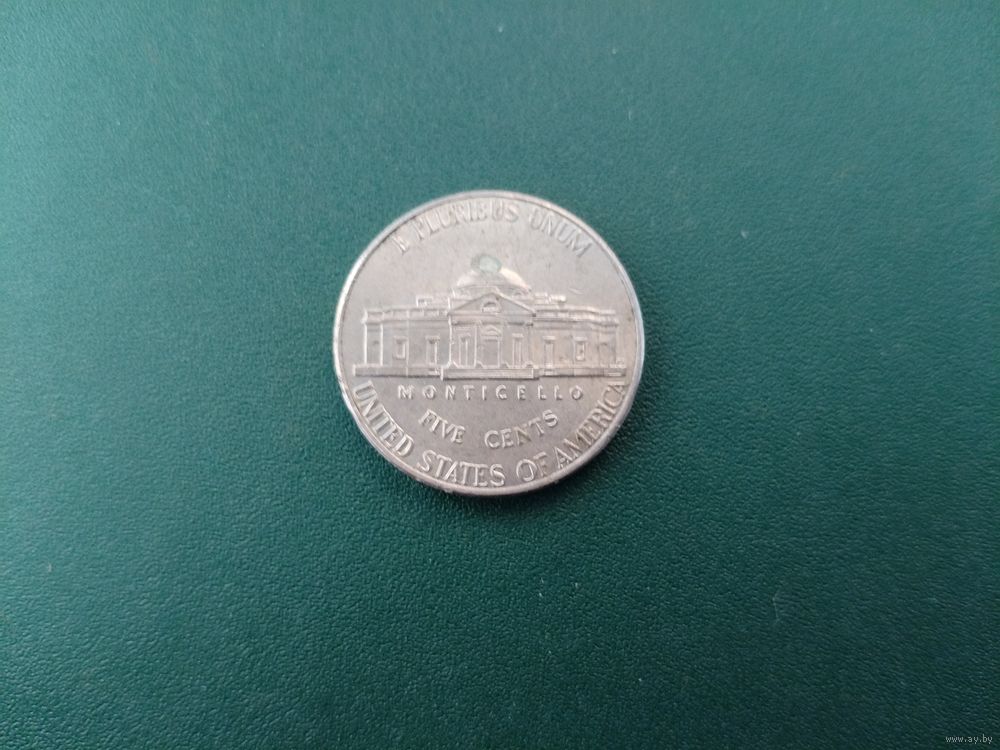 E PLURIBUS UNUM
MONTICELLO
FIVE CENTS
UNITED STATES OF AMERICA
www.ay.by